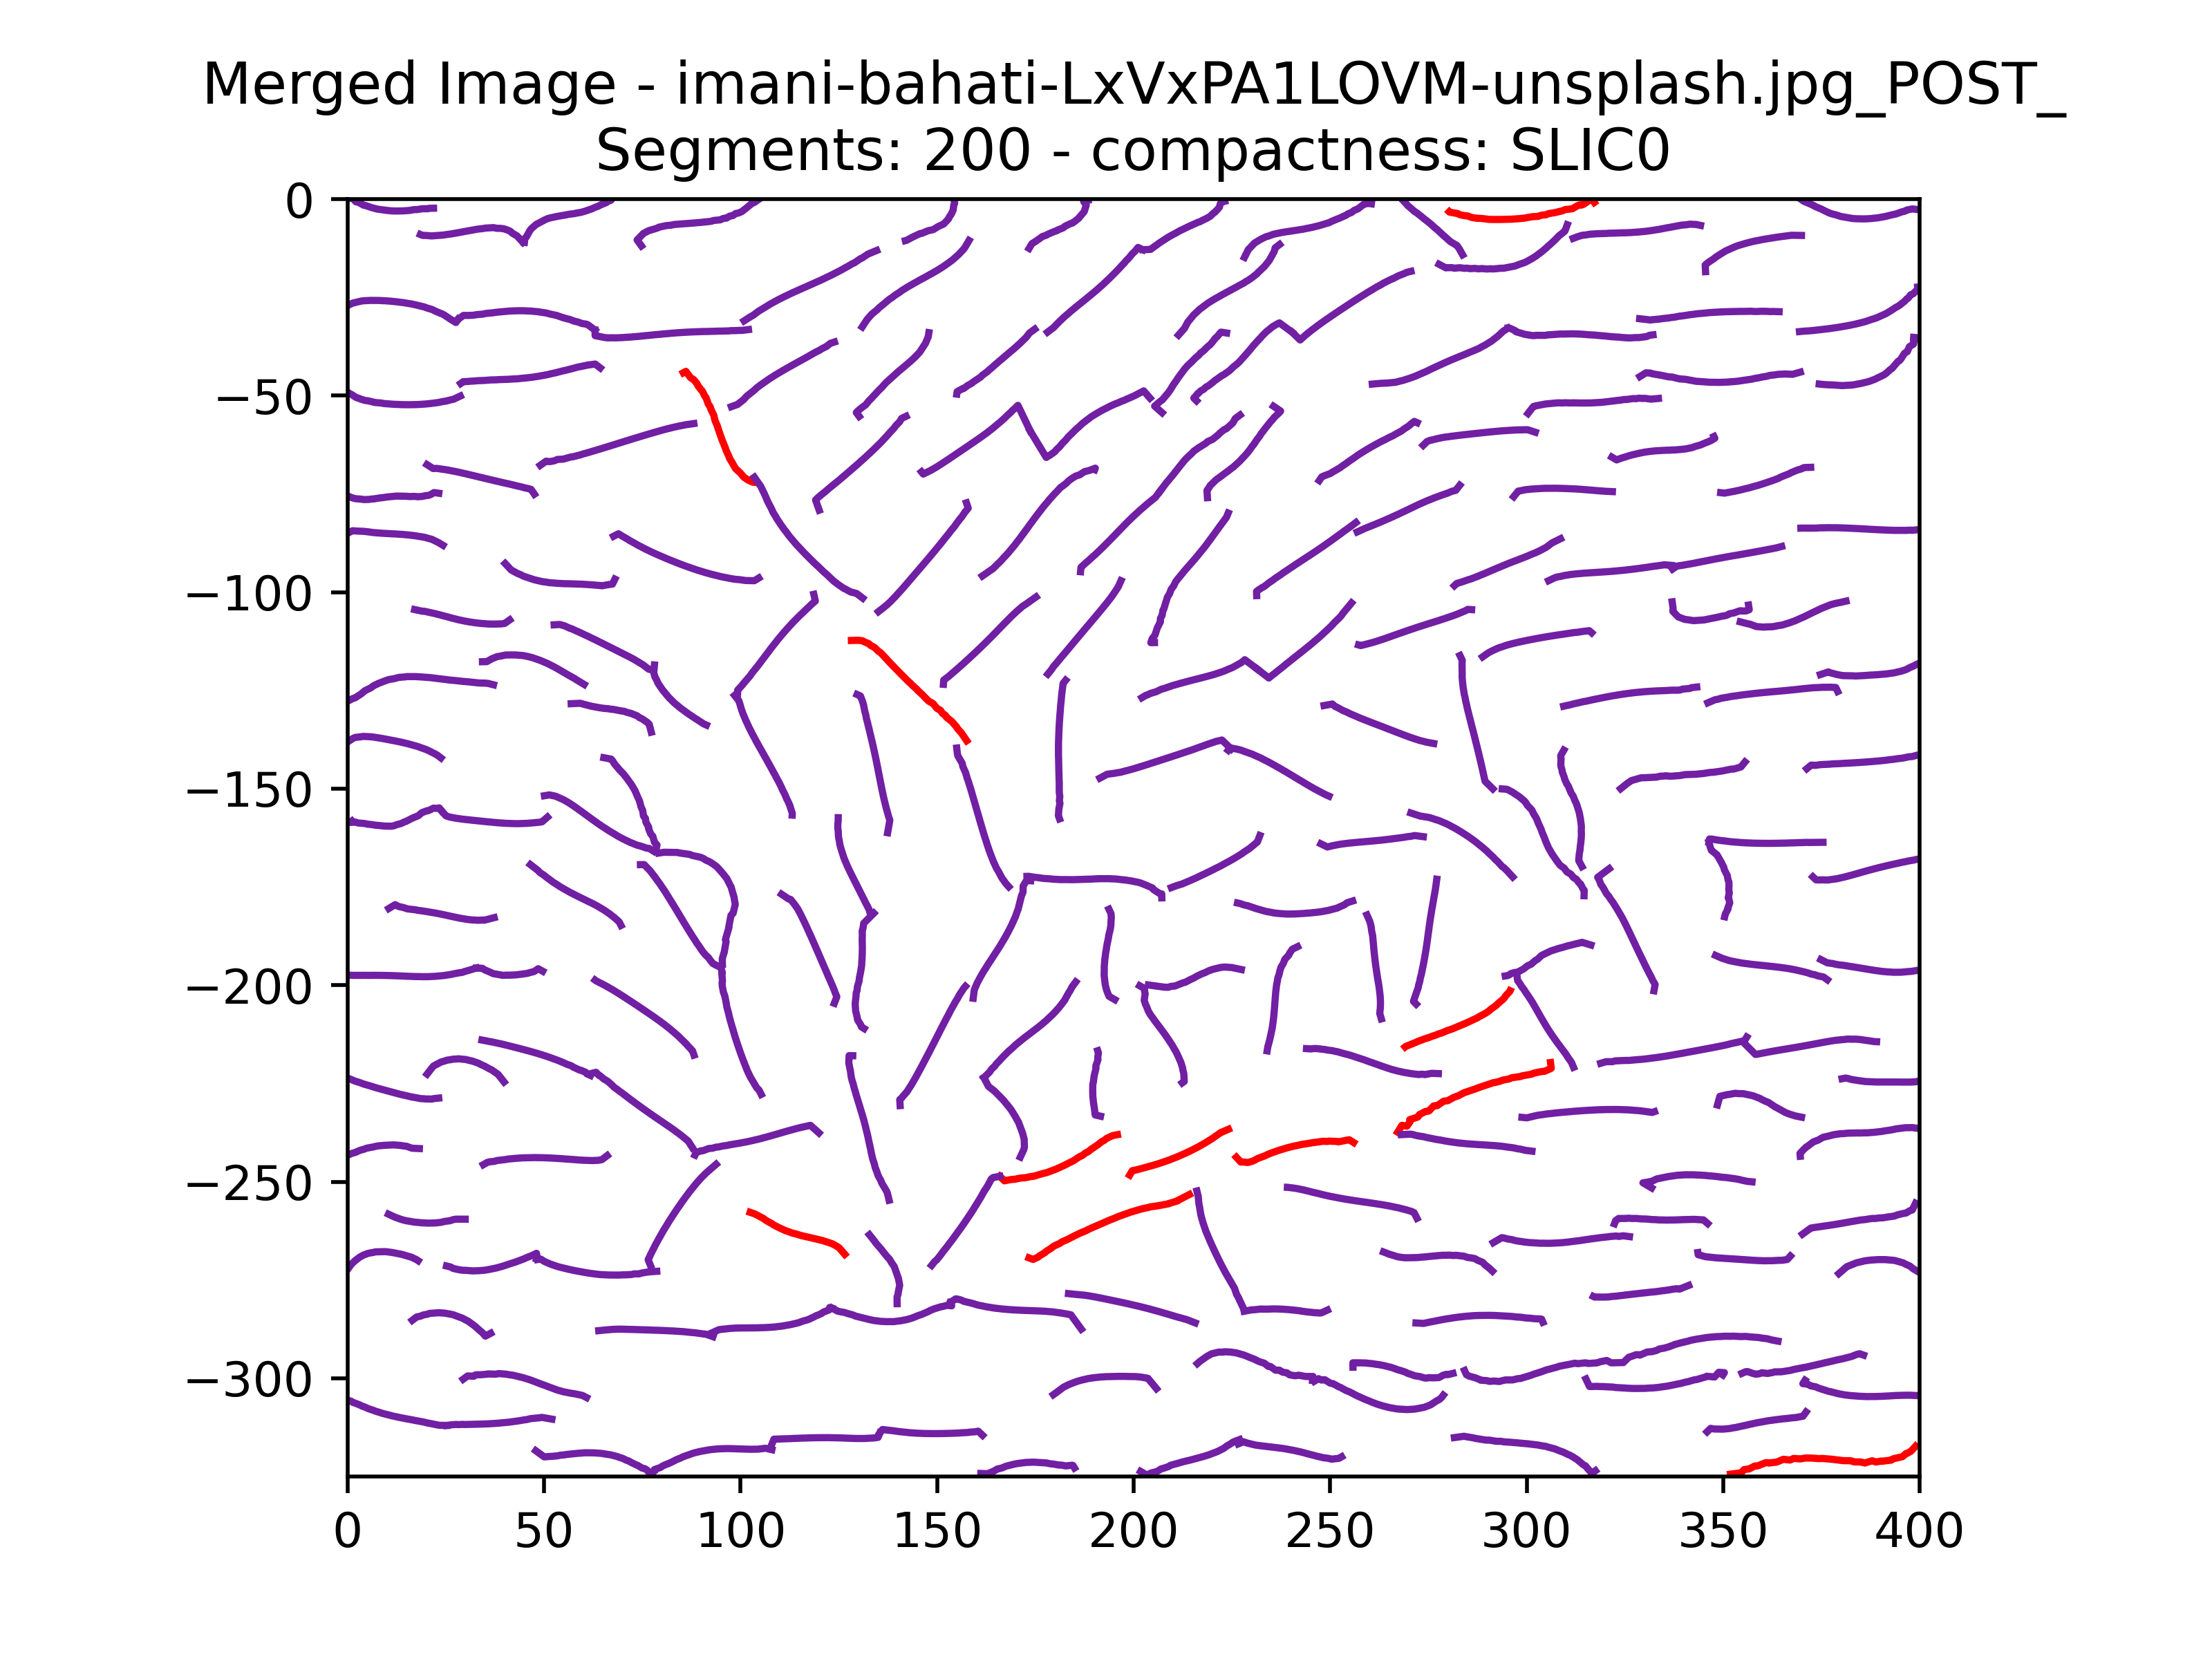 Merged Image - imani-bahati-LxVxPA1LOVM-unsplash.jpg_POST_
Segments: 200 - compactness: SLIC0
0
−50
−100
−150
−200
−250
−300
0 50 100 150 200 250 300 350 400